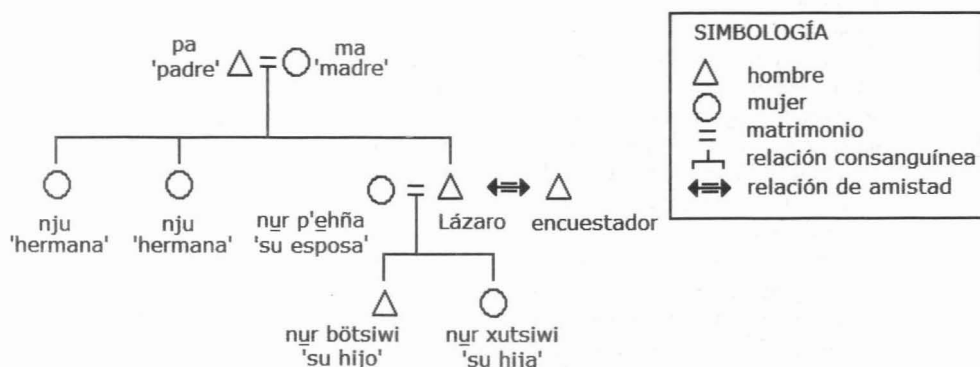 pa
'padre'
ma
'madre'
nju
'hermana'
nju
'hermana'
nu̲r p'e̲hña
'su esposa'
Lázaro
encuestador
nu̲r bötsiwi
'su hijo'
nu̲r xutsiwi
'su hija'
SIMBOLOGÍA
hombre
mujer
matrimonio
relación consanguínea
relación de amistad